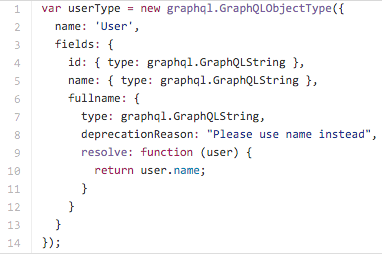 1 var userType = new graphql.GraphQLObjectType({
2   name: 'User',
3   fields: {
4     id: { type: graphql.GraphQLString },
5     name: { type: graphql.GraphQLString },
6     fullname: {
7       type: graphql.GraphQLString,
8       deprecationReason: "Please use name instead",
9       resolve: function (user) {
10         return user.name;
11       }
12     }
13   }
14 });